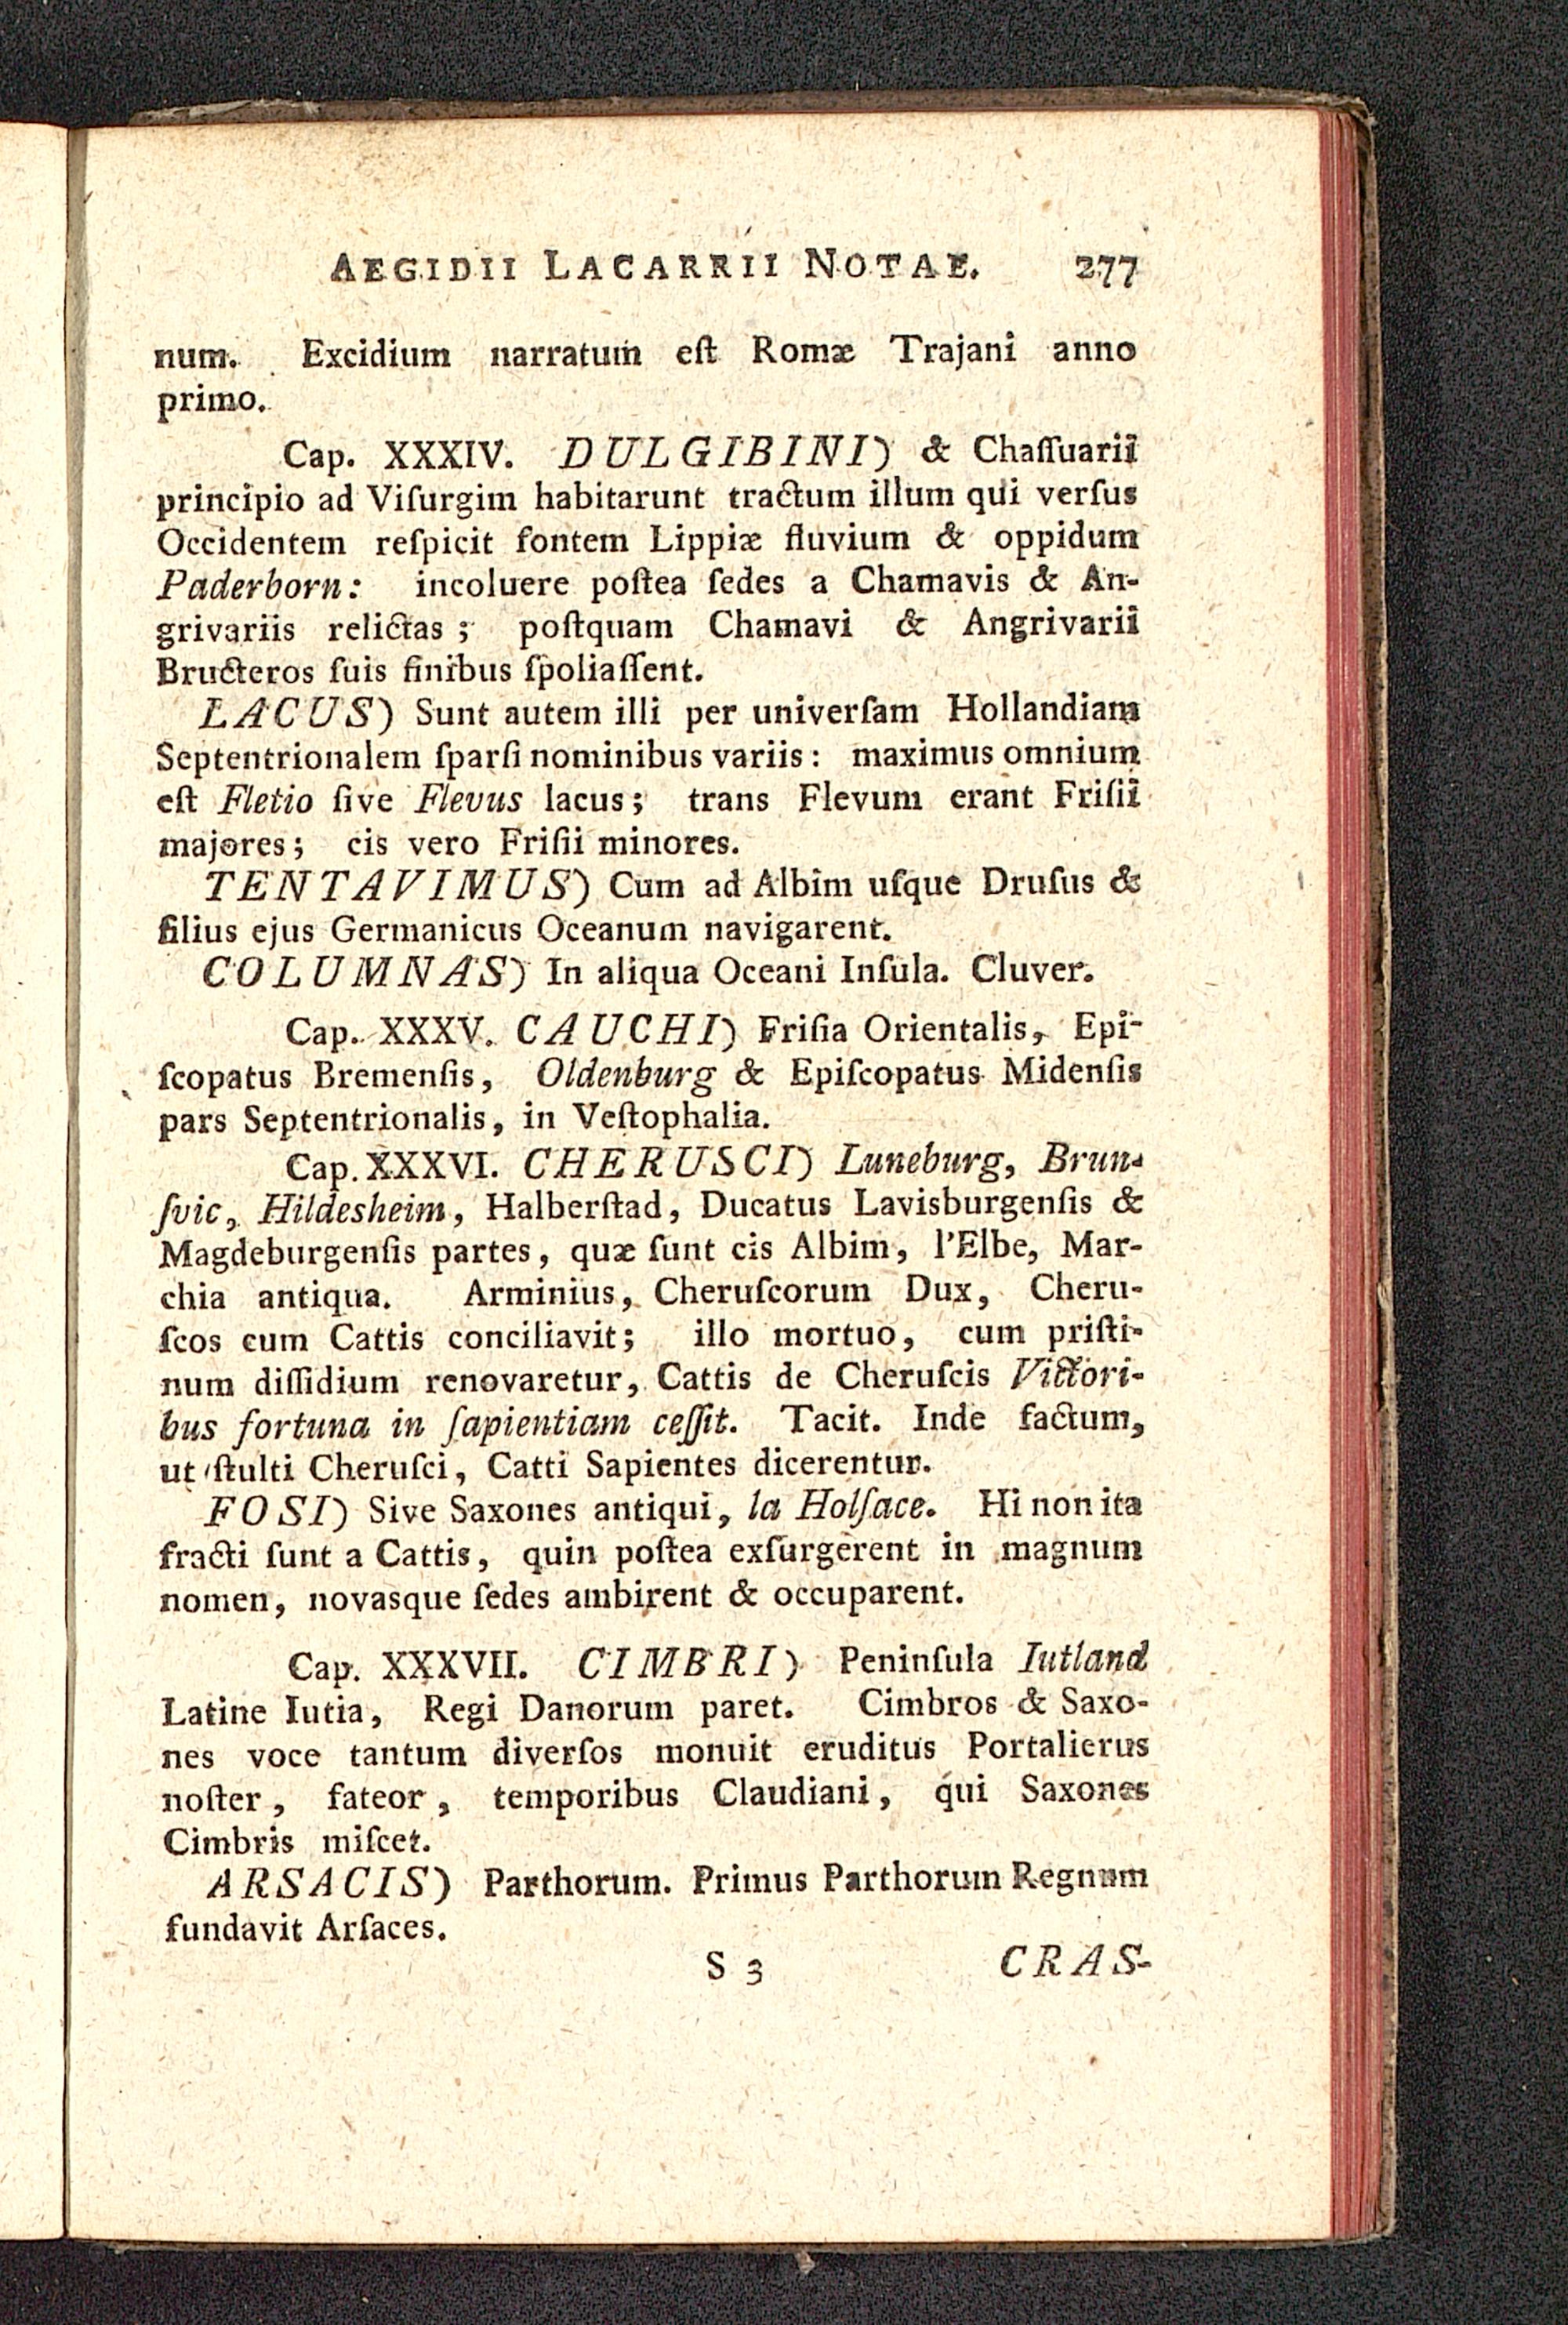 AEGIDII LACARRII NOTAE. 277
num. Excidium narratum eſt Romæ Trajani anno
primo.
Cap. XXXIV. DULGIBINI) & Chaſſuarii
principio ad Viſurgim habitarunt tractum illum qui verſus
Occidentem reſpicit fontem Lippiæ fluvium & oppidum
Paderborn: incoluere poſtea ſedes a Chamavis & An-
grivariis relictas; poſtquam Chamavi & Angrivarii
Bructeros ſuis finibus ſpoliaſſent.
LACUS) Sunt autem illi per univerſam Hollandiam
Septentrionalem ſparſi nominibus variis: maximus omnium
eſt Fletio ſive Flevus lacus; trans Flevum erant Friſii
majores; cis vero Friſii minores.
TENTAVIMUS) Cum ad Albim uſque Druſus &
filius ejus Germanicus Oceanum navigarent.
COLUMNAS) In aliqua Oceani Inſula. Cluver.
Cap. XXXV. CAUCHI) Friſia Orientalis, Epi-
ſcopatus Bremenſis, Oldenburg & Epiſcopatus Midenſis
pars Septentrionalis, in Veſtophalia.
Cap. XXXVI. CHERUSCI) Luneburg, Brun-
ſvic, Hildesheim, Halberſtad, Ducatus Lavisburgenſis &
Magdeburgenſis partes, quæ ſunt cis Albim, l'Elbe, Mar-
chia antiqua. Arminius, Cheruſcorum Dux, Cheru-
ſcos cum Cattis conciliavit; illo mortuo, cum priſti-
num diſſidium renovaretur, Cattis de Cheruſcis Victori-
bus fortuna in ſapientiam ceſſit. Tacit. Inde factum,
ut ſtulti Cheruſci, Catti Sapientes dicerentur.
FOSI) Sive Saxones antiqui, la Holſace. Hi non ita
fracti ſunt a Cattis, quin poſtea exſurgerent in magnum
nomen, novasque ſedes ambirent & occuparent.
Cap. XXXVII. CIMBRI) Peninſula Iutland
Latine Iutia, Regi Danorum paret. Cimbros & Saxo-
nes voce tantum diverſos monuit eruditus Portalierus
noſter, fateor, temporibus Claudiani, qui Saxones
Cimbris miſcet.
ARSACIS) Parthorum. Primus Parthorum Regnum
fundavit Arſaces.
S 3 CRAS-